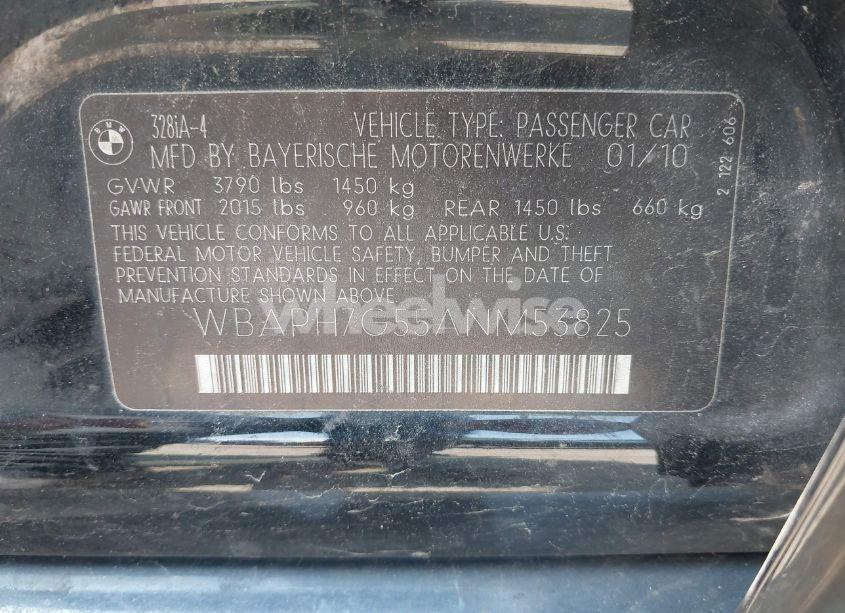 328iA-4 VEHICLE TYPE: PASSENGER CAR
MFD BY BAYERISCHE MOTORENWERKE 01/10
GVWR 3790 lbs 1450 kg
GAWR FRONT 2015 lbs 960 kg REAR 1450 lbs 660 kg
THIS VEHICLE CONFORMS TO ALL APPLICABLE U.S.
FEDERAL MOTOR VEHICLE SAFETY, BUMPER AND THEFT
PREVENTION STANDARDS IN EFFECT ON THE DATE OF
MANUFACTURE SHOWN ABOVE.
WBAPH7G55ANM53825
2 122 606
BMW
wheelwise